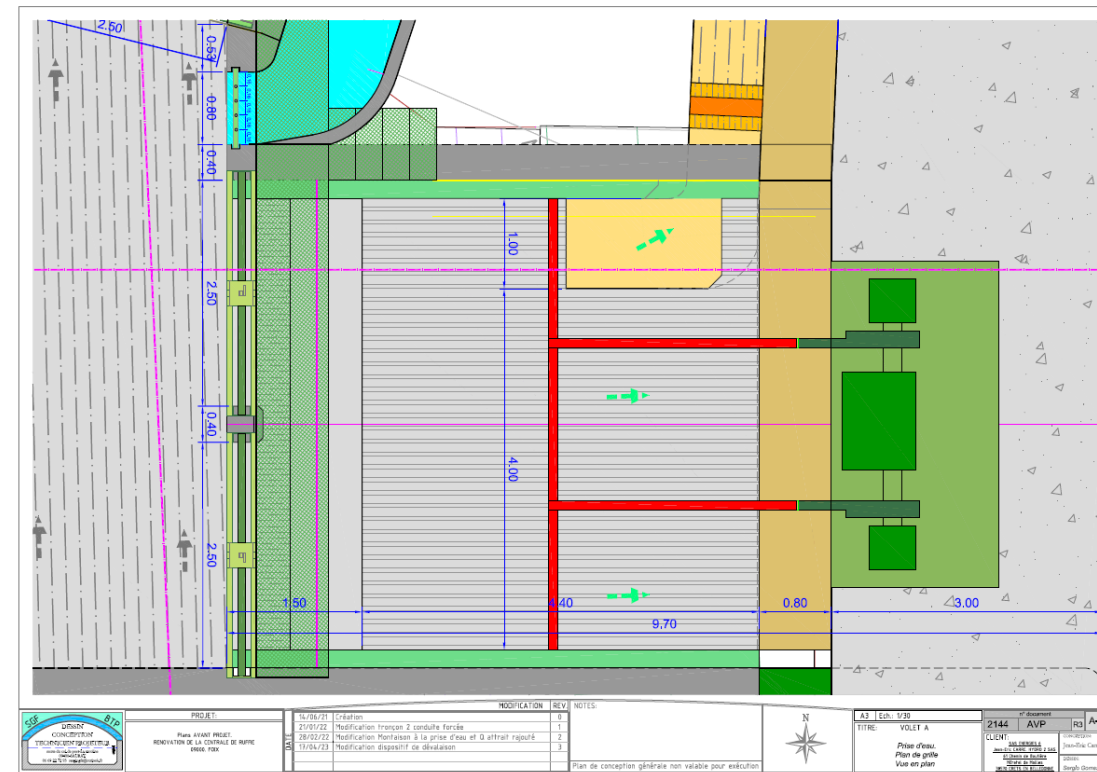 2.50
0.63
0.80
0.40
1.00
2.50
0.40
4.00
2.50
1.50
4.40
0.80
3.00
9.70
SGF
BTP
DESSIN
CONCEPTION
PROJET:
Plans AVANT PROJET.
RENOVATION DE LA CENTRALE DE RUFFIE
09000, FOIX
MODIFICATION
REV.
DATE
14/06/21 Création 0
21/01/22 Modification tronçon 2 conduite forcée 1
28/02/22 Modification Montaison à la prise d'eau et Q attrait rajouté 2
17/04/23 Modification dispositif de dévalaison 3
NOTES:
Plan de conception générale non valable pour exécution
N
A3 Ech.: 1/30
TITRE: VOLET A
Prise d'eau.
Plan de grille
Vue en plan
n° document
2144 AVP R3
CLIENT: